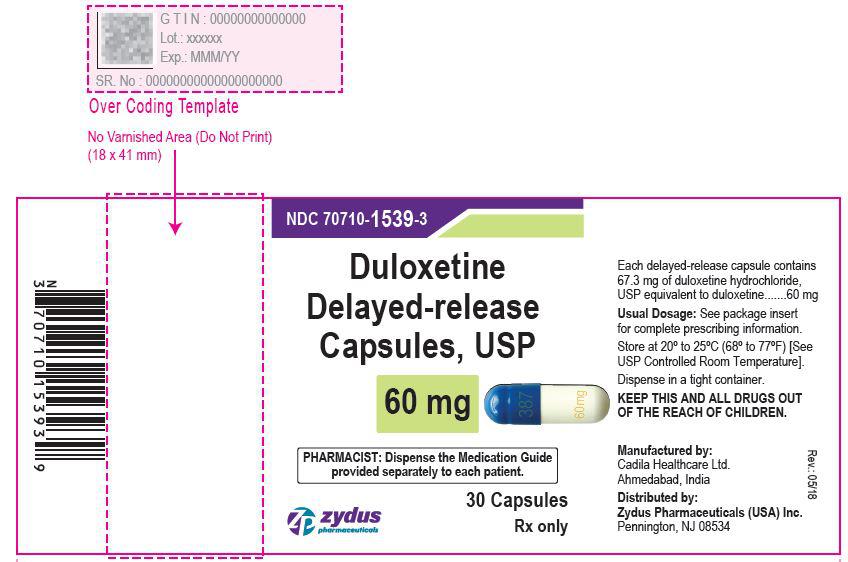 G T I N : 00000000000000
Lot.: xxxxxx
Exp.: MMM/YY
SR. No : 00000000000000000000
Over Coding Template
No Varnished Area (Do Not Print)
(18 x 41 mm)
N
3 70710 15393 9
NDC 70710-1539-3
Duloxetine
Delayed-release
Capsules, USP
60 mg
387
60mg
PHARMACIST: Dispense the Medication Guide
provided separately to each patient.
zydus
pharmaceuticals
30 Capsules
Rx only
Each delayed-release capsule contains
67.3 mg of duloxetine hydrochloride,
USP equivalent to duloxetine.......60 mg
Usual Dosage: See package insert
for complete prescribing information.
Store at 20º to 25ºC (68º to 77ºF) [See
USP Controlled Room Temperature].
Dispense in a tight container.
KEEP THIS AND ALL DRUGS OUT
OF THE REACH OF CHILDREN.
Manufactured by:
Cadila Healthcare Ltd.
Ahmedabad, India
Distributed by:
Zydus Pharmaceuticals (USA) Inc.
Pennington, NJ 08534
Rev.: 05/18